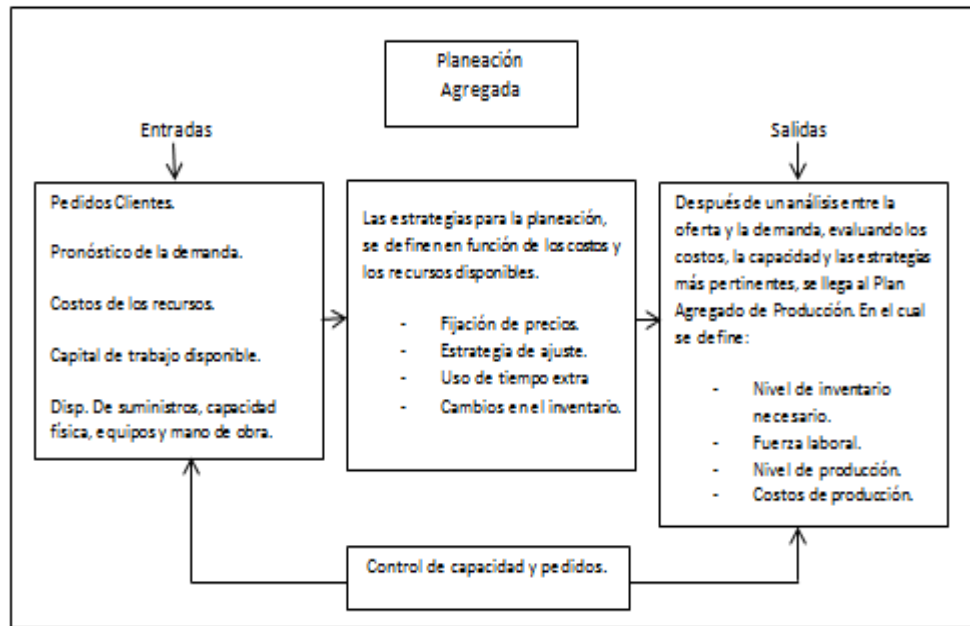 Planeación
Agregada
Entradas
Salidas
Pedidos Clientes.
Pronóstico de la demanda.
Costos de los recursos.
Capital de trabajo disponible.
Disp. De suministros, capacidad
física, equipos y mano de obra.
Las estrategias para la planeación,
se definen en función de los costos y
los recursos disponibles.
- Fijación de precios.
- Estrategia de ajuste.
- Uso de tiempo extra
- Cambios en el inventario.
Después de un análisis entre la
oferta y la demanda, evaluando los
costos, la capacidad y las estrategias
más pertinentes, se llega al Plan
Agregado de Producción. En el cual
se define:
- Nivel de inventario
necesario.
- Fuerza laboral.
- Nivel de producción.
- Costos de producción.
Control de capacidad y pedidos.